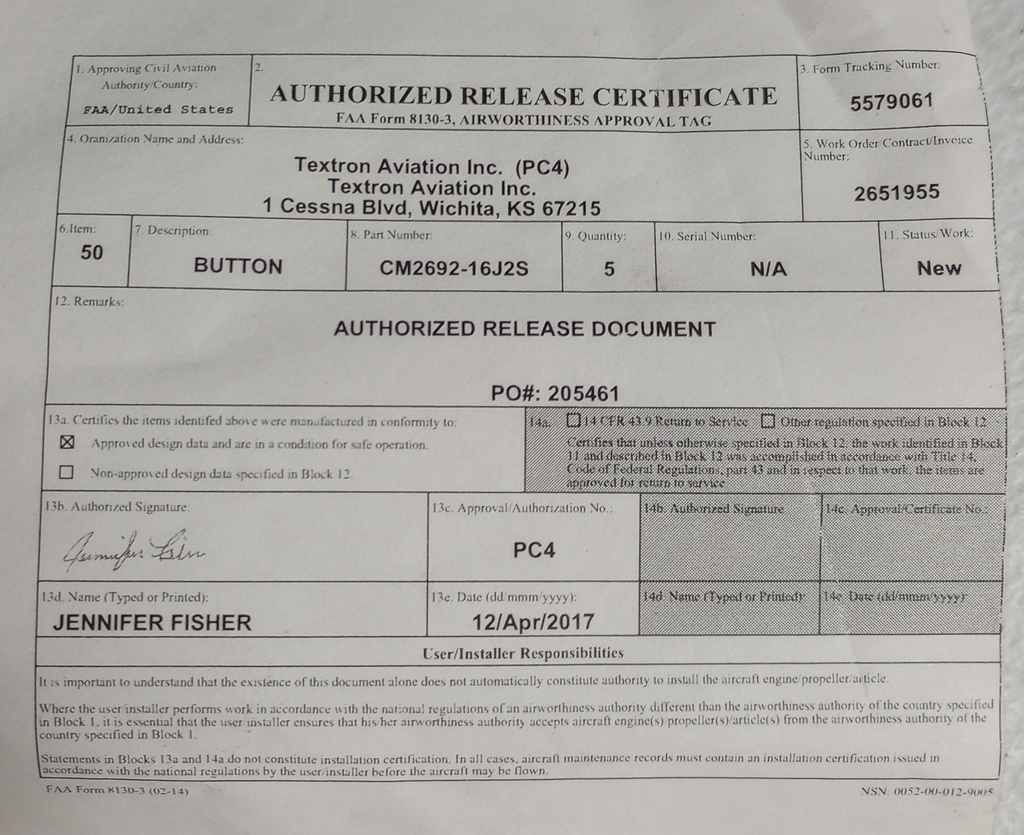 1. Approving Civil Aviation
Authority/Country:
FAA/United States
2.
AUTHORIZED RELEASE CERTIFICATE
FAA Form 8130-3, AIRWORTHINESS APPROVAL TAG
3. Form Tracking Number:
5579061
4. Oranization Name and Address:
Textron Aviation Inc. (PC4)
Textron Aviation Inc.
1 Cessna Blvd, Wichita, KS 67215
5. Work Order Contract/Invoice
Number:
2651955
6.Item:
50
7. Description:
BUTTON
8. Part Number:
CM2692-16J2S
9. Quantity:
5
10. Serial Number:
N/A
11. Status/Work:
New
12. Remarks:
AUTHORIZED RELEASE DOCUMENT
PO#: 205461
13a. Certifies the items identifed above were manufactured in conformity to:
☒ Approved design data and are in a condition for safe operation.
☐ Non-approved design data specified in Block 12.
14a. ☐ 14 CFR 43.9 Return to Service ☐ Other regulation specified in Block 12
Certifies that unless otherwise specified in Block 12, the work identified in Block
11 and described in Block 12 was accomplished in accordance with Title 14,
Code of Federal Regulations, part 43 and in respect to that work, the items are
approved for return to service
13b. Authorized Signature:
Jennifer
13c. Approval/Authorization No.:
PC4
14b. Authorized Signature
14c. Approval/Certificate No.:
13d. Name (Typed or Printed):
JENNIFER FISHER
13e. Date (dd/mmm/yyyy):
12/Apr/2017
14d. Name (Typed or Printed):
14e. Date (dd/mmm/yyyy):
User/Installer Responsibilities
It is important to understand that the existence of this document alone does not automatically constitute authority to install the aircraft engine/propeller/article.
Where the user/installer performs work in accordance with the national regulations of an airworthiness authority different than the airworthiness authority of the country specified
in Block 1, it is essential that the user installer ensures that his/her airworthiness authority accepts aircraft engine(s)/propeller(s)/article(s) from the airworthiness authority of the
country specified in Block 1.
Statements in Blocks 13a and 14a do not constitute installation certification. In all cases, aircraft maintenance records must contain an installation certification issued in
accordance with the national regulations by the user/installer before the aircraft may be flown.
FAA Form 8130-3 (02-14)
NSN: 0052-00-012-9005